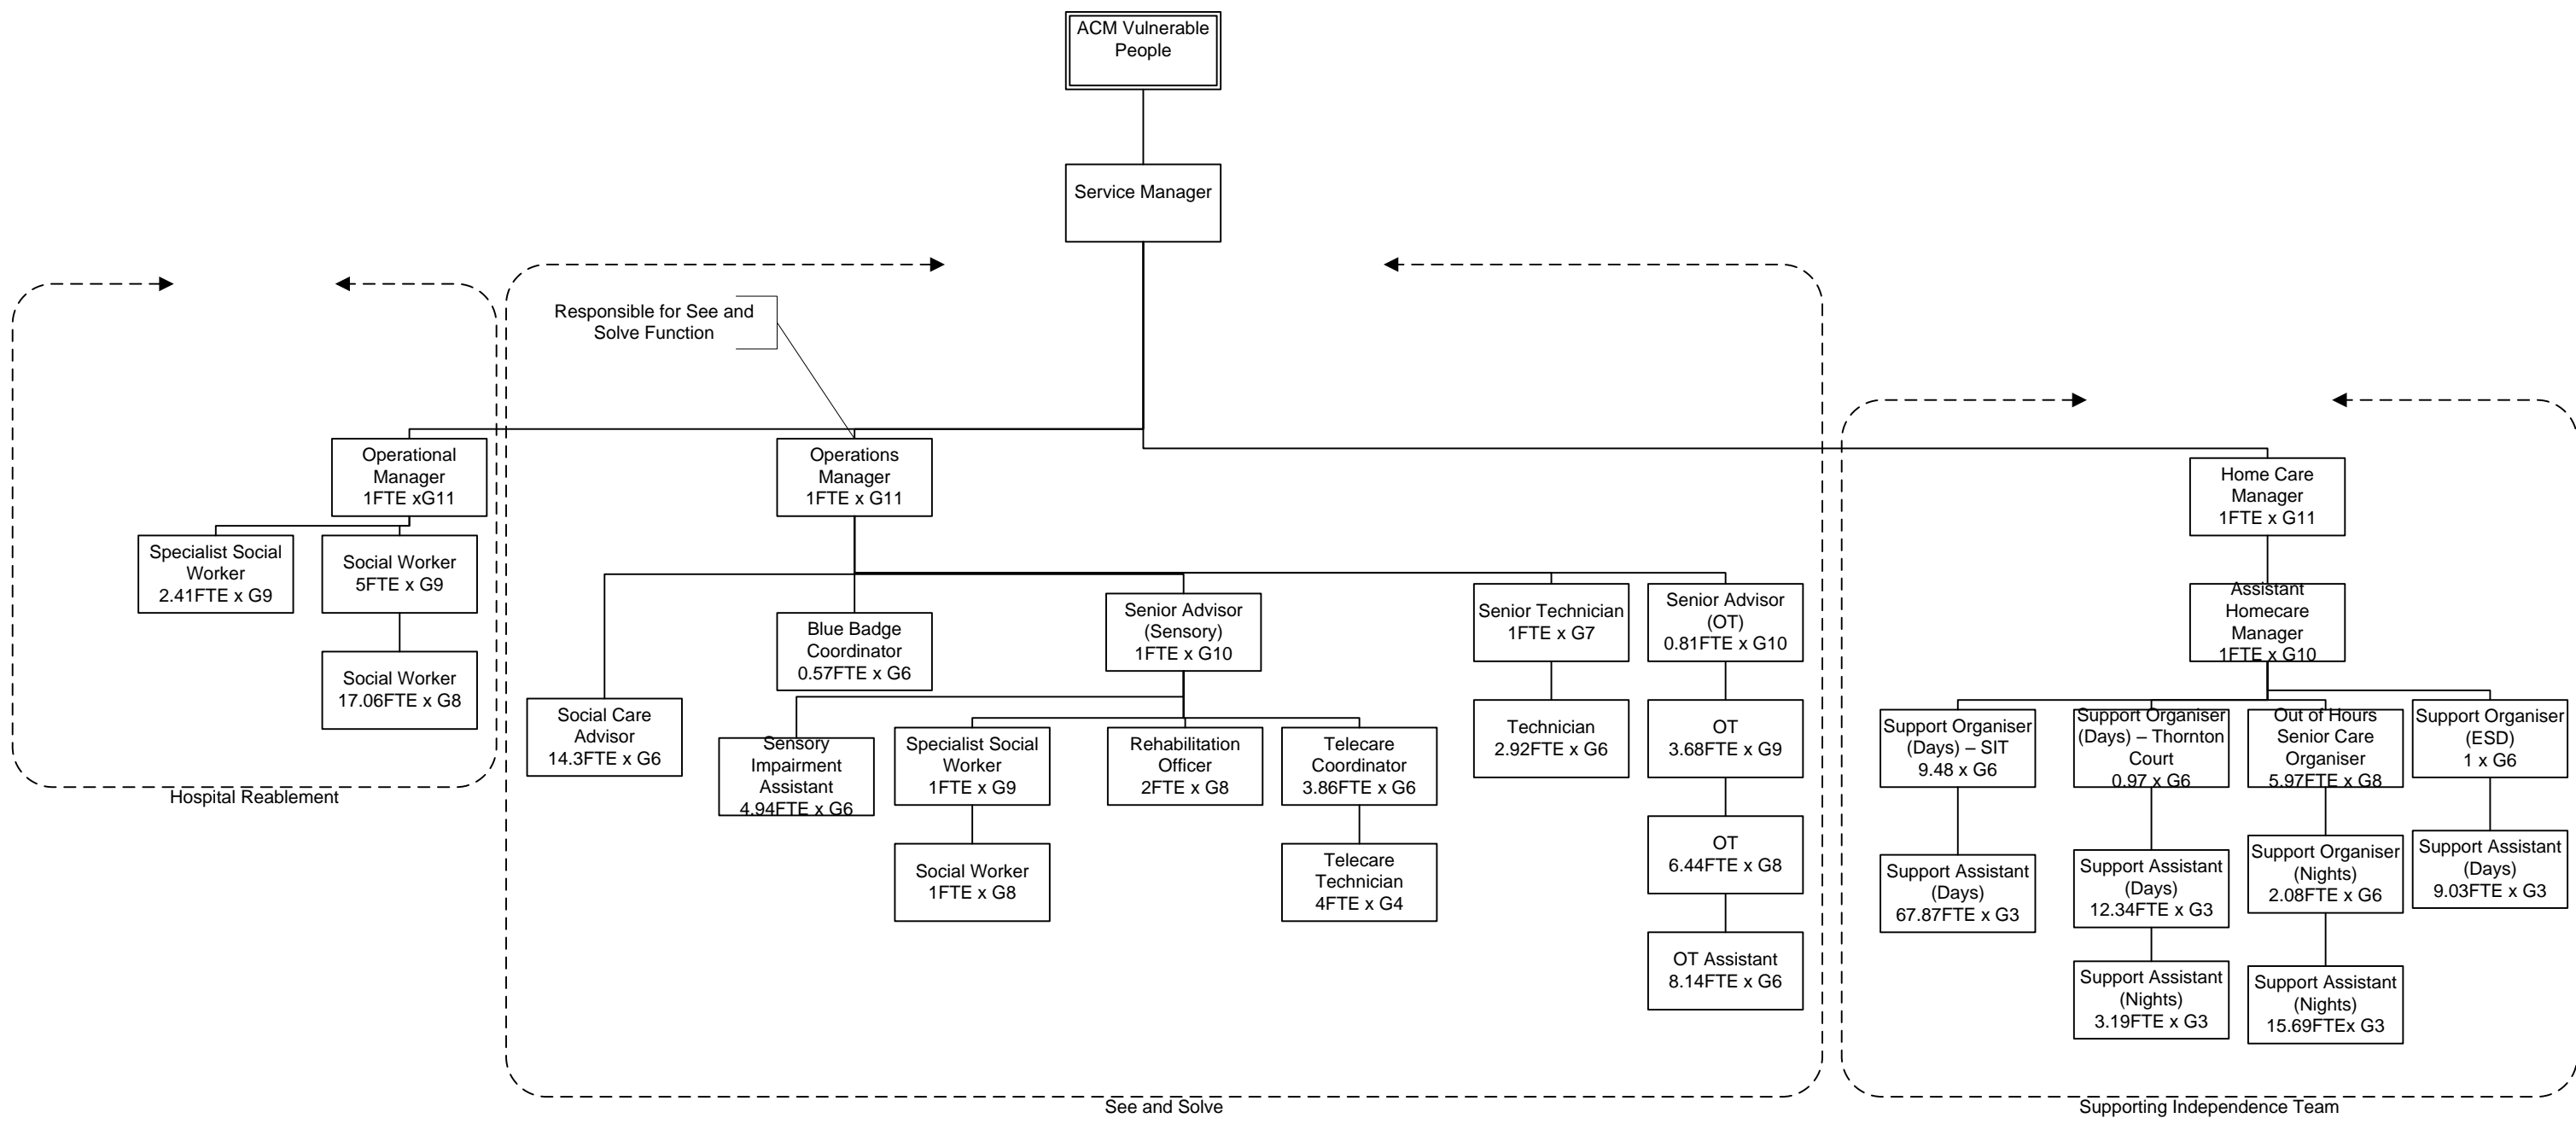 ACM Vulnerable
People
Service Manager
Responsible for See and
Solve Function
Operational
Manager
1FTE xG11
Operations
Manager
1FTE x G11
Home Care
Manager
1FTE x G11
Specialist Social
Worker
2.41FTE x G9
Social Worker
5FTE x G9
Social Worker
17.06FTE x G8
Hospital Reablement
Social Care
Advisor
14.3FTE x G6
Blue Badge
Coordinator
0.57FTE x G6
Senior Advisor
(Sensory)
1FTE x G10
Senior Technician
1FTE x G7
Senior Advisor
(OT)
0.81FTE x G10
Sensory
Impairment
Assistant
4.94FTE x G6
Specialist Social
Worker
1FTE x G9
Rehabilitation
Officer
2FTE x G8
Telecare
Coordinator
3.86FTE x G6
Technician
2.92FTE x G6
OT
3.68FTE x G9
Social Worker
1FTE x G8
Telecare
Technician
4FTE x G4
OT
6.44FTE x G8
OT Assistant
8.14FTE x G6
See and Solve
Assistant
Homecare
Manager
1FTE x G10
Support Organiser
(Days) – SIT
9.48 x G6
Support Organiser
(Days) – Thornton
Court
0.97 x G6
Out of Hours
Senior Care
Organiser
5.97FTE x G8
Support Organiser
(ESD)
1 x G6
Support Assistant
(Days)
67.87FTE x G3
Support Assistant
(Days)
12.34FTE x G3
Support Organiser
(Nights)
2.08FTE x G6
Support Assistant
(Days)
9.03FTE x G3
Support Assistant
(Nights)
3.19FTE x G3
Support Assistant
(Nights)
15.69FTEx G3
Supporting Independence Team